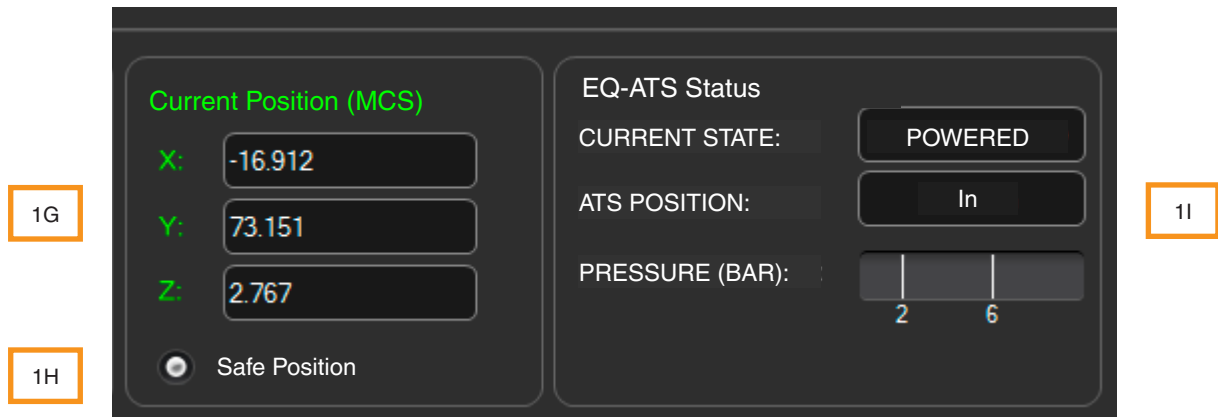 Current Position (MCS)
X: -16.912
1G
Y: 73.151
Z: 2.767
1H
Safe Position
EQ-ATS Status
CURRENT STATE: POWERED
ATS POSITION: In
1I
PRESSURE (BAR):
2 6